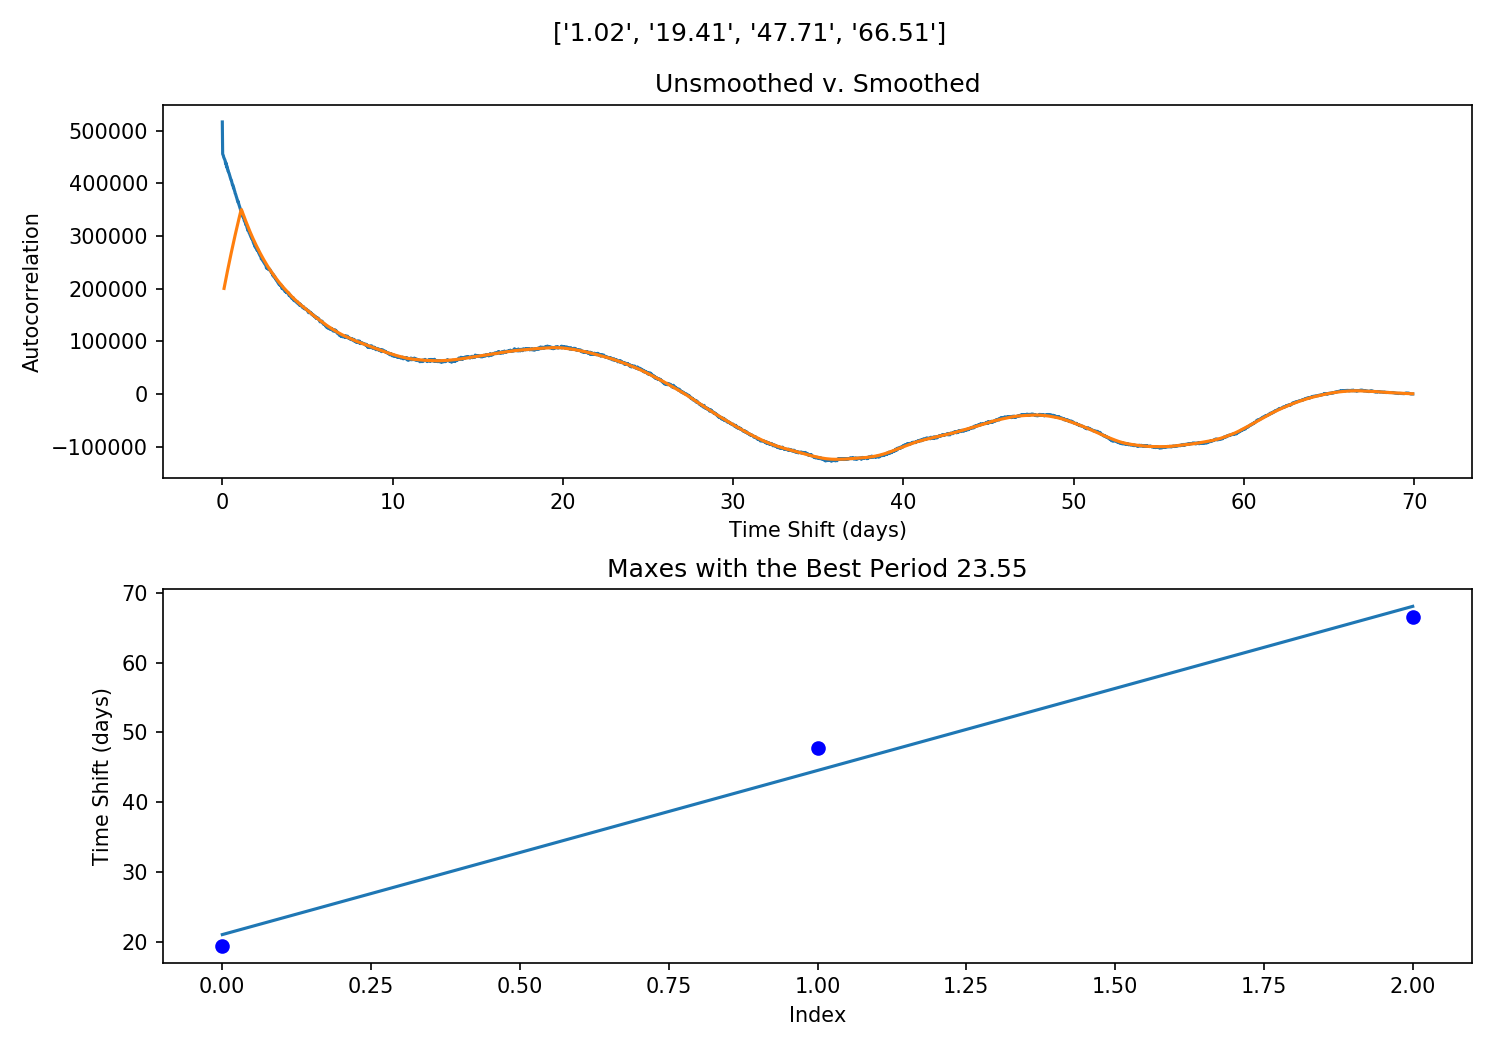 ['1.02', '19.41', '47.71', '66.51']
Unsmoothed v. Smoothed
Autocorrelation
500000
400000
300000
200000
100000
0
−100000
0 10 20 30 40 50 60 70
Time Shift (days)
Maxes with the Best Period 23.55
Time Shift (days)
70
60
50
40
30
20
0.00 0.25 0.50 0.75 1.00 1.25 1.50 1.75 2.00
Index